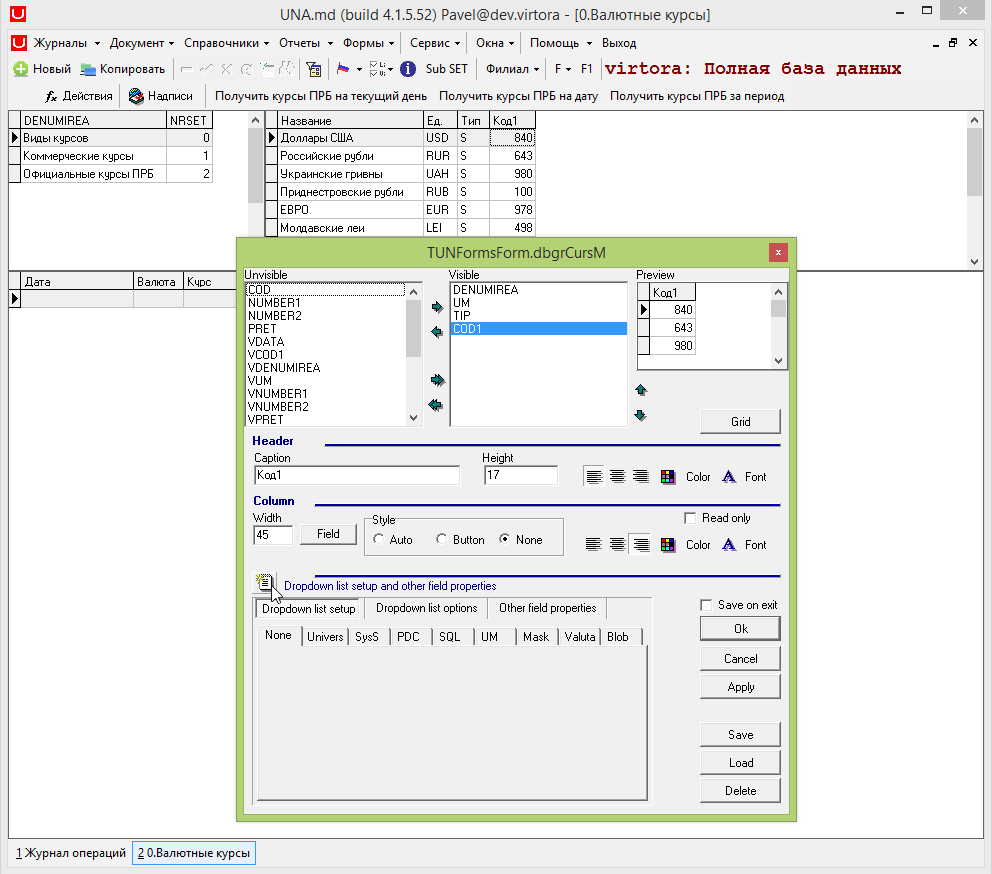 UNA.md (build 4.1.5.52) Pavel@dev.virtora - [0.Валютные курсы]
Журналы Документ Справочники Отчеты Формы Сервис Окна Помощь Выход
Новый Копировать Sub SET Филиал F F1 virtora: Полная база данных
fx Действия Надписи Получить курсы ПРБ на текущий день Получить курсы ПРБ на дату Получить курсы ПРБ за период
DENUMIREA NRSET
Виды курсов 0
Коммерческие курсы 1
Официальные курсы ПРБ 2
Название Ед. Тип Код1
Доллары США USD S 840
Российские рубли RUR S 643
Украинские гривны UAH S 980
Приднестровские рубли RUB S 100
ЕВРО EUR S 978
Молдавские леи LEI S 498
Дата Валюта Курс
TUNFormsForm.dbgrCursM
Unvisible
COD
NUMBER1
NUMBER2
PRET
VDATA
VCOD1
VDENUMIREA
VUM
VNUMBER1
VNUMBER2
VPRET
Visible
DENUMIREA
UM
TIP
COD1
Preview
Код1
840
643
980
Grid
Header
Caption Height
Код1 17 Color Font
Column
Width Style Read only
45 Field Auto Button None Color Font
Dropdown list setup and other field properties
Dropdown list setup Dropdown list options Other field properties
None Univers SysS PDC SQL UM Mask Valuta Blob
Save on exit
Ok
Cancel
Apply
Save
Load
Delete
1 Журнал операций 2 0.Валютные курсы